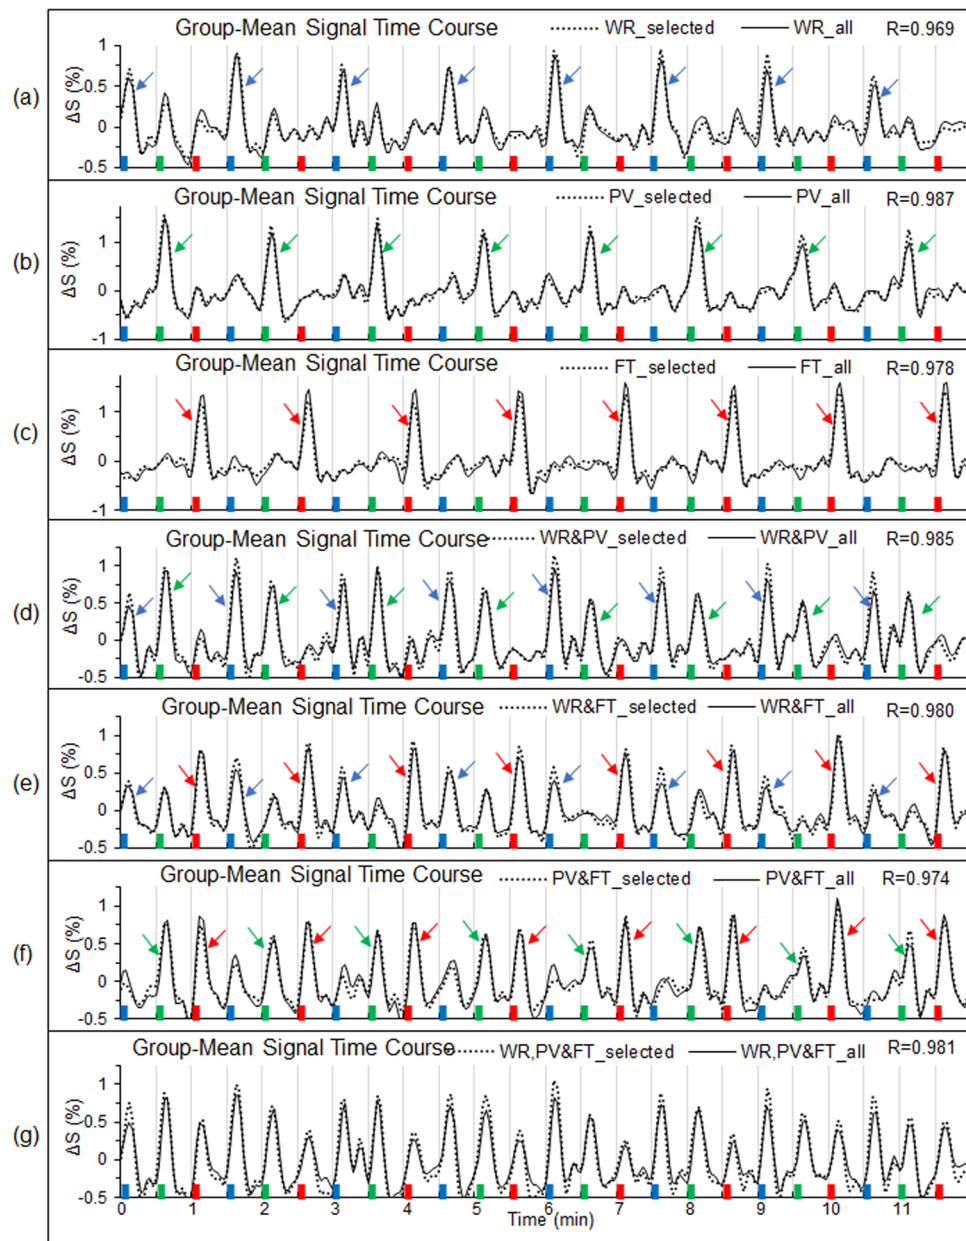 Group-Mean Signal Time Course WR_selected WR_all R=0.969
(a) ΔS (%) 1 0.5 0 -0.5
Group-Mean Signal Time Course PV_selected PV_all R=0.987
(b) ΔS (%) 1 0 -1
Group-Mean Signal Time Course FT_selected FT_all R=0.978
(c) ΔS (%) 1 0 -1
Group-Mean Signal Time Course WR&PV_selected WR&PV_all R=0.985
(d) ΔS (%) 1 0.5 0 -0.5
Group-Mean Signal Time Course WR&FT_selected WR&FT_all R=0.980
(e) ΔS (%) 1 0.5 0 -0.5
Group-Mean Signal Time Course PV&FT_selected PV&FT_all R=0.974
(f) ΔS (%) 1 0.5 0 -0.5
Group-Mean Signal Time Course WR,PV&FT_selected WR,PV&FT_all R=0.981
(g) ΔS (%) 1 0.5 0 -0.5
0 1 2 3 4 5 6 7 8 9 10 11
Time (min)